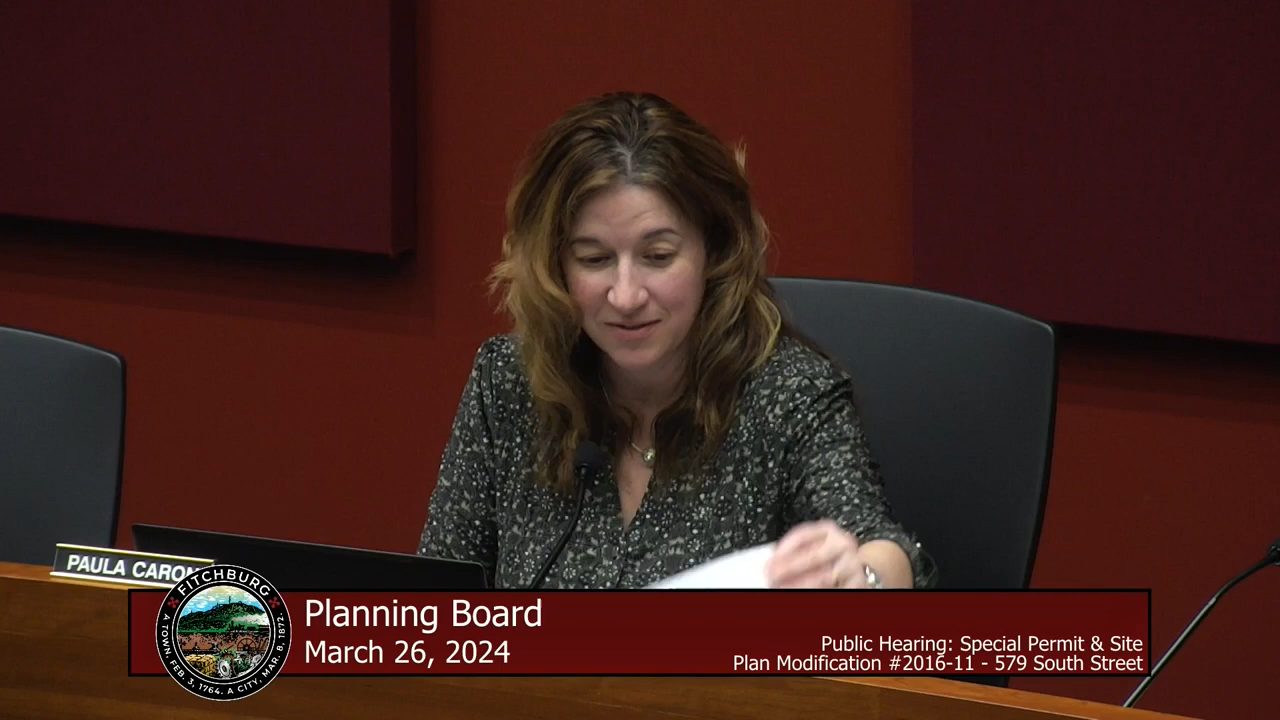 PAULA CARON
FITCHBURG
A TOWN, FEB. 3, 1764. A CITY, MAR. 8, 1872.
Planning Board
March 26, 2024
Public Hearing: Special Permit & Site
Plan Modification #2016-11 - 579 South Street